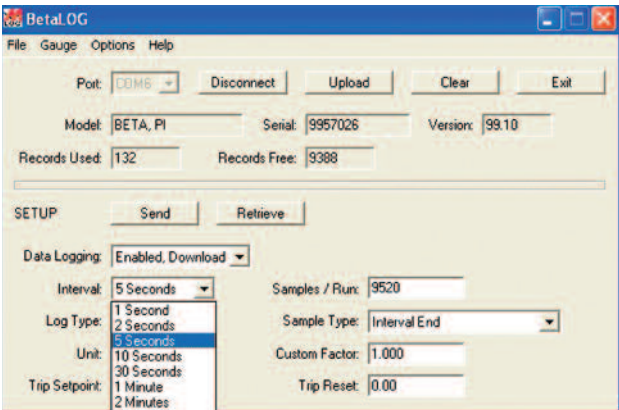 BetaLOG
File Gauge Options Help
Port: COM6 Disconnect Upload Clear Exit
Model: BETA, PI Serial: 9957026 Version: 99.10
Records Used: 132 Records Free: 9388
SETUP Send Retrieve
Data Logging: Enabled, Download
Interval: 5 Seconds Samples / Run: 9520
1 Second
Log Type: 2 Seconds Sample Type: Interval End
5 Seconds
Unit: 10 Seconds Custom Factor: 1.000
30 Seconds
Trip Setpoint: 1 Minute Trip Reset: 0.00
2 Minutes